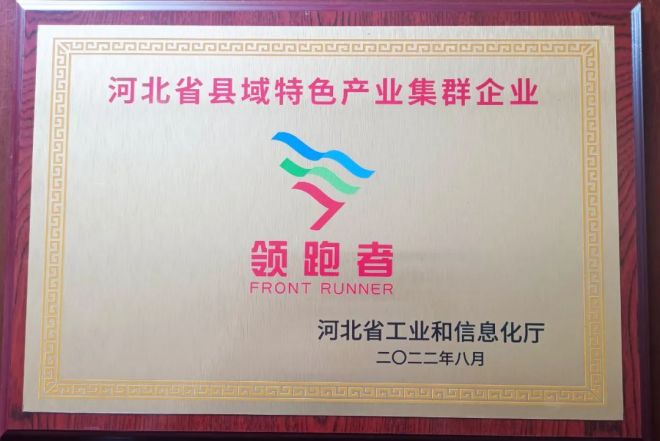 河北省县域特色产业集群企业
领跑者
FRONT RUNNER
河北省工业和信息化厅
二〇二二年八月